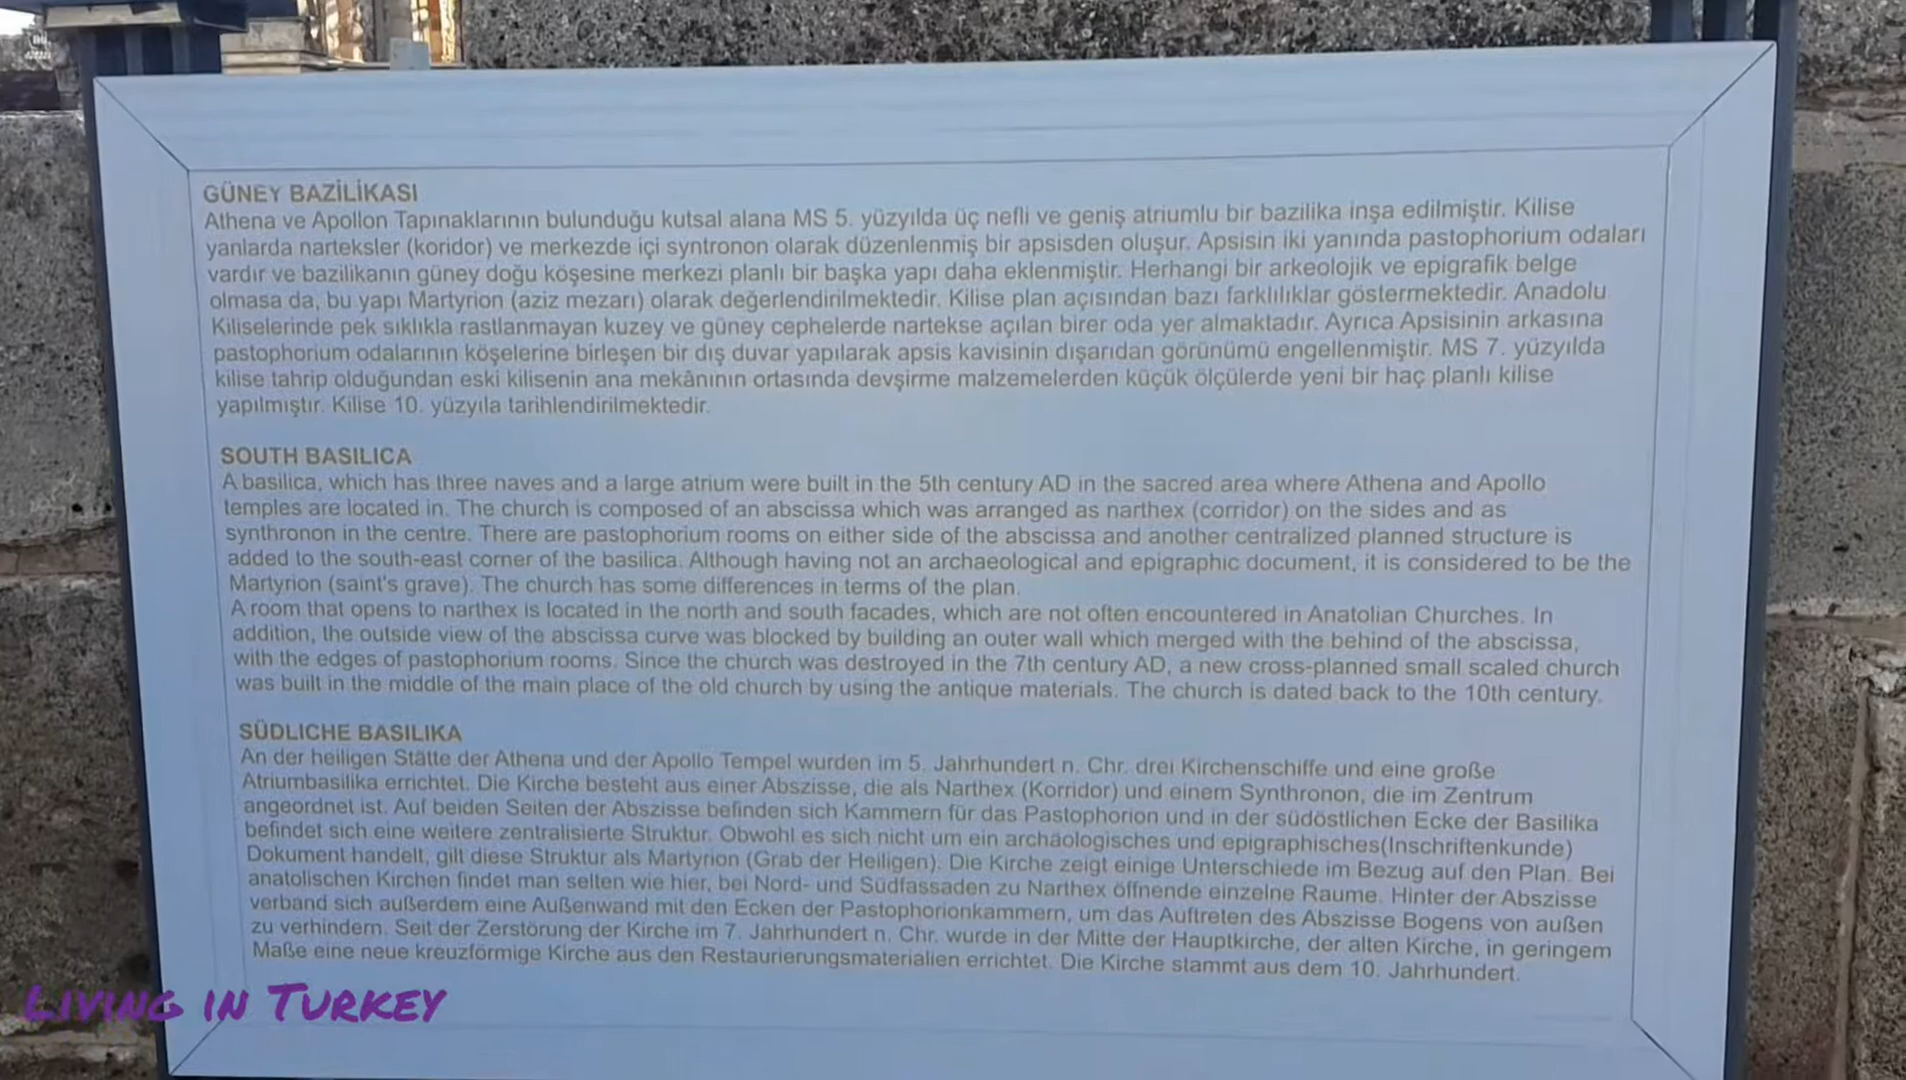 GÜNEY BAZİLİKASI
Athena ve Apollon Tapınaklarının bulunduğu kutsal alana MS 5. yüzyılda üç nefli ve geniş atriumlu bir bazilika inşa edilmiştir. Kilise
yanlarda narteksler (koridor) ve merkezde içi syntronon olarak düzenlenmiş bir apsisden oluşur. Apsisin iki yanında pastophorium odaları
vardır ve bazilikanın güney doğu köşesine merkezi planlı bir başka yapı daha eklenmiştir. Herhangi bir arkeolojik ve epigrafik belge
olmasa da, bu yapı Martyrion (aziz mezarı) olarak değerlendirilmektedir. Kilise plan açısından bazı farklılıklar göstermektedir. Anadolu
Kiliselerinde pek sıklıkla rastlanmayan kuzey ve güney cephelerde nartekse açılan birer oda yer almaktadır. Ayrıca Apsisinin arkasına
pastophorium odalarının köşelerine birleşen bir dış duvar yapılarak apsis kavisinin dışarıdan görünümü engellenmiştir. MS 7. yüzyılda
kilise tahrip olduğundan eski kilisenin ana mekânının ortasında devşirme malzemelerden küçük ölçülerde yeni bir haç planlı kilise
yapılmıştır. Kilise 10. yüzyıla tarihlendirilmektedir.
SOUTH BASILICA
A basilica, which has three naves and a large atrium were built in the 5th century AD in the sacred area where Athena and Apollo
temples are located in. The church is composed of an abscissa which was arranged as narthex (corridor) on the sides and as
synthronon in the centre. There are pastophorium rooms on either side of the abscissa and another centralized planned structure is
added to the south-east corner of the basilica. Although having not an archaeological and epigraphic document, it is considered to be the
Martyrion (saint's grave). The church has some differences in terms of the plan.
A room that opens to narthex is located in the north and south facades, which are not often encountered in Anatolian Churches. In
addition, the outside view of the abscissa curve was blocked by building an outer wall which merged with the behind of the abscissa,
with the edges of pastophorium rooms. Since the church was destroyed in the 7th century AD, a new cross-planned small scaled church
was built in the middle of the main place of the old church by using the antique materials. The church is dated back to the 10th century.
SÜDLICHE BASILIKA
An der heiligen Stätte der Athena und der Apollo Tempel wurden im 5. Jahrhundert n. Chr. drei Kirchenschiffe und eine große
Atriumbasilika errichtet. Die Kirche besteht aus einer Abszisse, die als Narthex (Korridor) und einem Synthronon, die im Zentrum
angeordnet ist. Auf beiden Seiten der Abszisse befinden sich Kammern für das Pastophorion und in der südöstlichen Ecke der Basilika
befindet sich eine weitere zentralisierte Struktur. Obwohl es sich nicht um ein archäologisches und epigraphisches(Inschriftenkunde)
Dokument handelt, gilt diese Struktur als Martyrion (Grab der Heiligen). Die Kirche zeigt einige Unterschiede im Bezug auf den Plan. Bei
anatolischen Kirchen findet man selten wie hier, bei Nord- und Südfassaden zu Narthex öffnende einzelne Raume. Hinter der Abszisse
verband sich außerdem eine Außenwand mit den Ecken der Pastophorionkammern, um das Auftreten des Abszisse Bogens von außen
zu verhindern. Seit der Zerstörung der Kirche im 7. Jahrhundert n. Chr. wurde in der Mitte der Hauptkirche, der alten Kirche, in geringem
Maße eine neue kreuzförmige Kirche aus den Restaurierungsmaterialien errichtet. Die Kirche stammt aus dem 10. Jahrhundert.
LIVING IN TURKEY